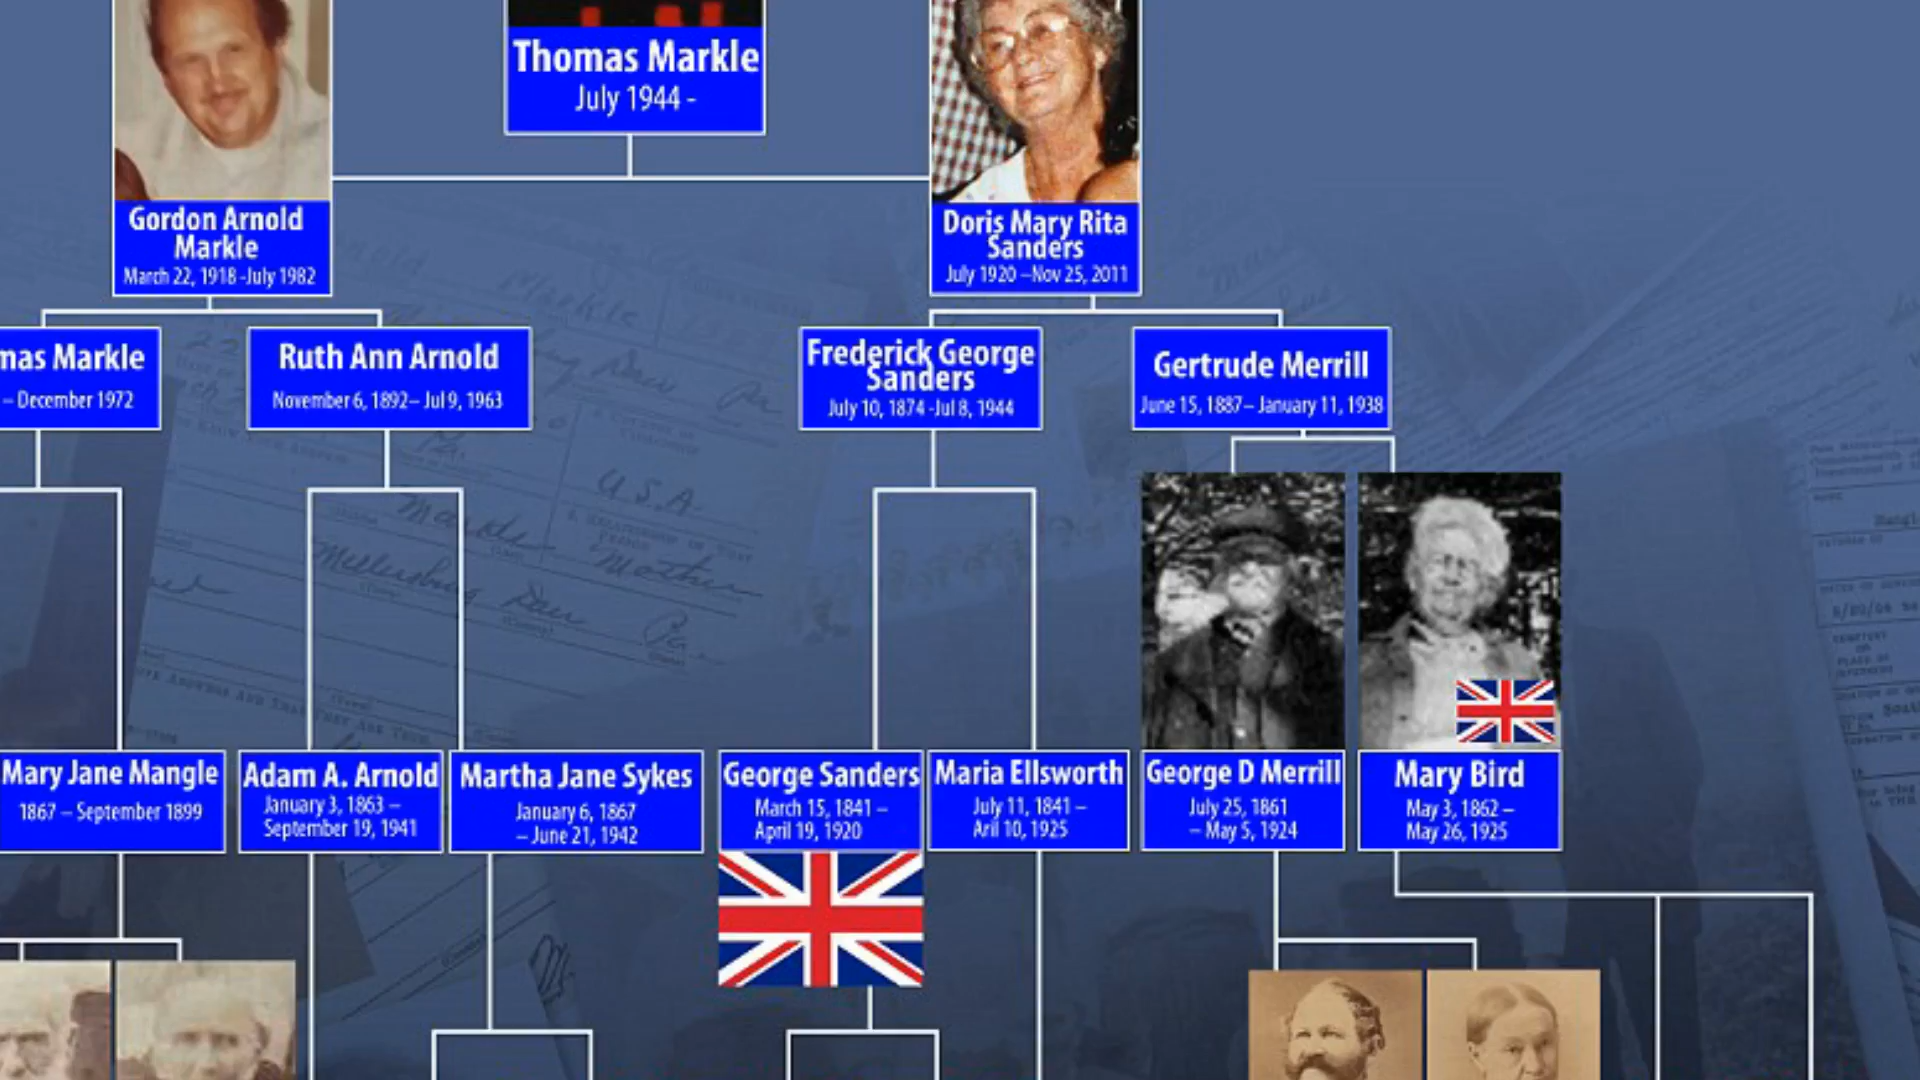 Thomas Markle
July 1944 -
Gordon Arnold
Markle
March 22, 1918 -July 1982
Doris Mary Rita
Sanders
July 1920 –Nov 25, 2011
mas Markle
– December 1972
Ruth Ann Arnold
November 6, 1892– Jul 9, 1963
Frederick George
Sanders
July 10, 1874 -Jul 8, 1944
Gertrude Merrill
June 15, 1887– January 11, 1938
Mary Jane Mangle
1867 – September 1899
Adam A. Arnold
January 3, 1863 –
September 19, 1941
Martha Jane Sykes
January 6, 1867
– June 21, 1942
George Sanders
March 15, 1841 –
April 19, 1920
Maria Ellsworth
July 11, 1841 –
Aril 10, 1925
George D Merrill
July 25, 1861
– May 5, 1924
Mary Bird
May 3, 1862 –
May 26, 1925
Markle
U.S.A
Mother